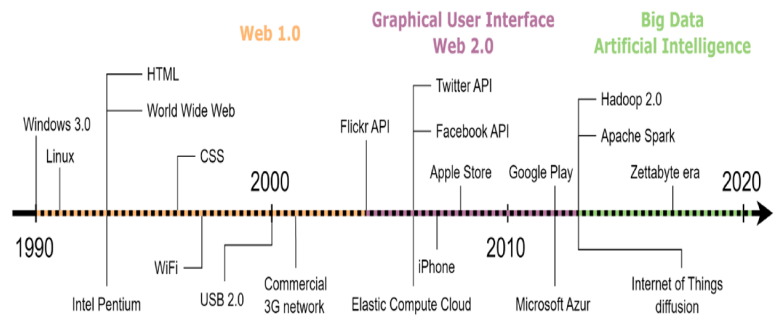 Web 1.0
Graphical User Interface
Web 2.0
Big Data
Artificial Intelligence
HTML
World Wide Web
Windows 3.0
Linux
CSS
2000
Flickr API
Twitter API
Facebook API
Apple Store
Google Play
Hadoop 2.0
Apache Spark
Zettabyte era
2020
1990
2010
WiFi
Intel Pentium
USB 2.0
Commercial
3G network
iPhone
Elastic Compute Cloud
Microsoft Azur
Internet of Things
diffusion